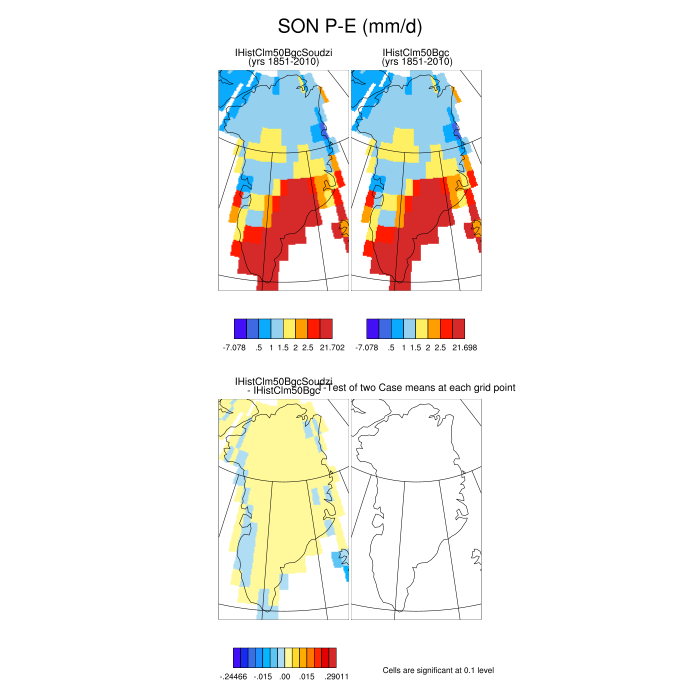 SON P-E (mm/d)
IHistClm50BgcSoudzi
(yrs 1851-2010)
IHistClm50Bgc
(yrs 1851-2010)
-7.078 .5 1 1.5 2 2.5 21.702
-7.078 .5 1 1.5 2 2.5 21.698
IHistClm50BgcSoudzi
- IHistClm50Bgc
T-Test of two Case means at each grid point
-.24466 -.015 .00 .015 .29011
Cells are significant at 0.1 level